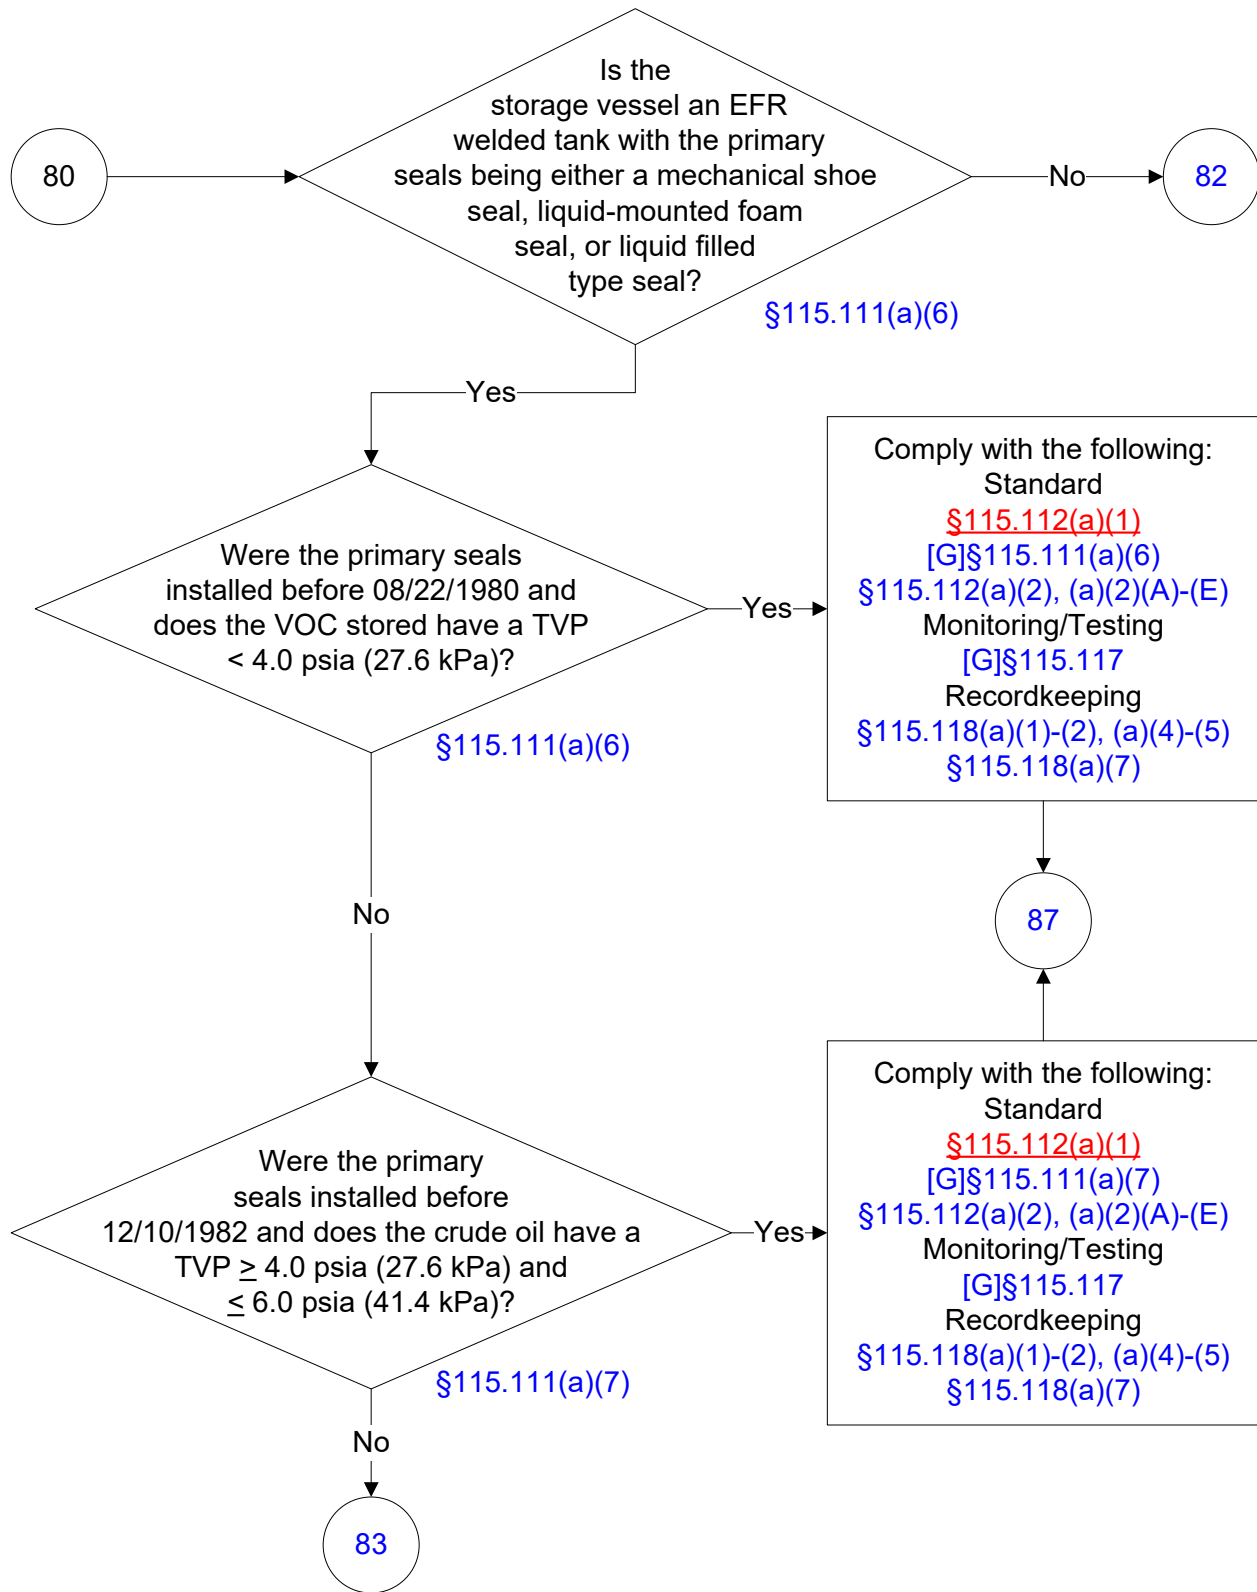 Is the
storage vessel an EFR
welded tank with the primary
seals being either a mechanical shoe
seal, liquid-mounted foam
seal, or liquid filled
type seal?
80
No
82
§115.111(a)(6)
Yes
Were the primary seals
installed before 08/22/1980 and
does the VOC stored have a TVP
< 4.0 psia (27.6 kPa)?
§115.111(a)(6)
Yes
Comply with the following:
Standard
§115.112(a)(1)
[G]§115.111(a)(6)
§115.112(a)(2), (a)(2)(A)-(E)
Monitoring/Testing
[G]§115.117
Recordkeeping
§115.118(a)(1)-(2), (a)(4)-(5)
§115.118(a)(7)
No
87
Were the primary
seals installed before
12/10/1982 and does the crude oil have a
TVP ≥ 4.0 psia (27.6 kPa) and
≤ 6.0 psia (41.4 kPa)?
§115.111(a)(7)
Yes
Comply with the following:
Standard
§115.112(a)(1)
[G]§115.111(a)(7)
§115.112(a)(2), (a)(2)(A)-(E)
Monitoring/Testing
[G]§115.117
Recordkeeping
§115.118(a)(1)-(2), (a)(4)-(5)
§115.118(a)(7)
No
83